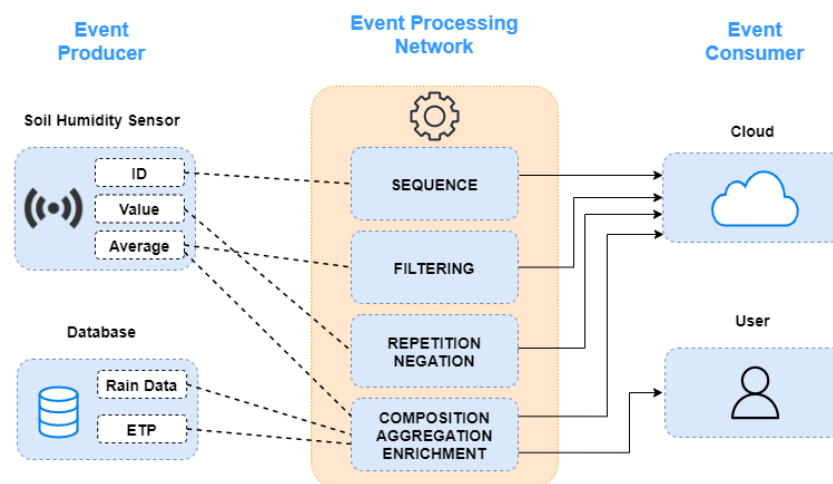 Event
Producer
Event Processing
Network
Event
Consumer
Soil Humidity Sensor
ID
Value
Average
Database
Rain Data
ETP
SEQUENCE
FILTERING
REPETITION
NEGATION
COMPOSITION
AGGREGATION
ENRICHMENT
Cloud
User